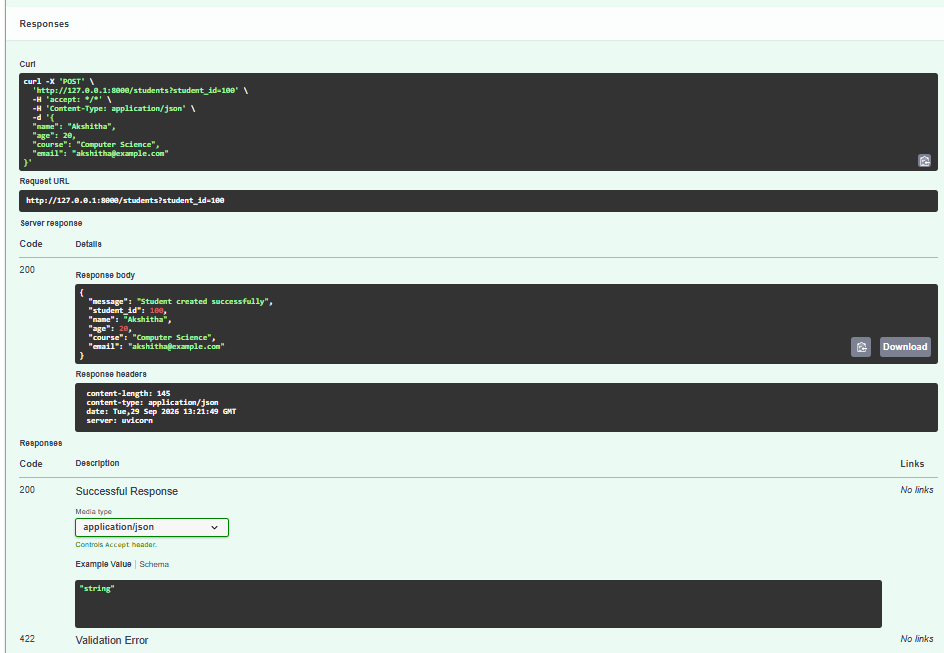 Responses
Curl
curl -X 'POST' \
  'http://127.0.0.1:8000/students?student_id=100' \
  -H 'accept: */*' \
  -H 'Content-Type: application/json' \
  -d '{
  "name": "Akshitha",
  "age": 20,
  "course": "Computer Science",
  "email": "akshitha@example.com"
}'
Request URL
http://127.0.0.1:8000/students?student_id=100
Server response
Code Details
200
Response body
{
  "message": "Student created successfully",
  "student_id": 100,
  "name": "Akshitha",
  "age": 20,
  "course": "Computer Science",
  "email": "akshitha@example.com"
}
Download
Response headers
content-length: 145
content-type: application/json
date: Tue,29 Sep 2026 13:21:49 GMT
server: uvicorn
Responses
Code Description Links
200 Successful Response No links
Media type
application/json
Controls Accept header.
Example Value | Schema
"string"
422 Validation Error No links